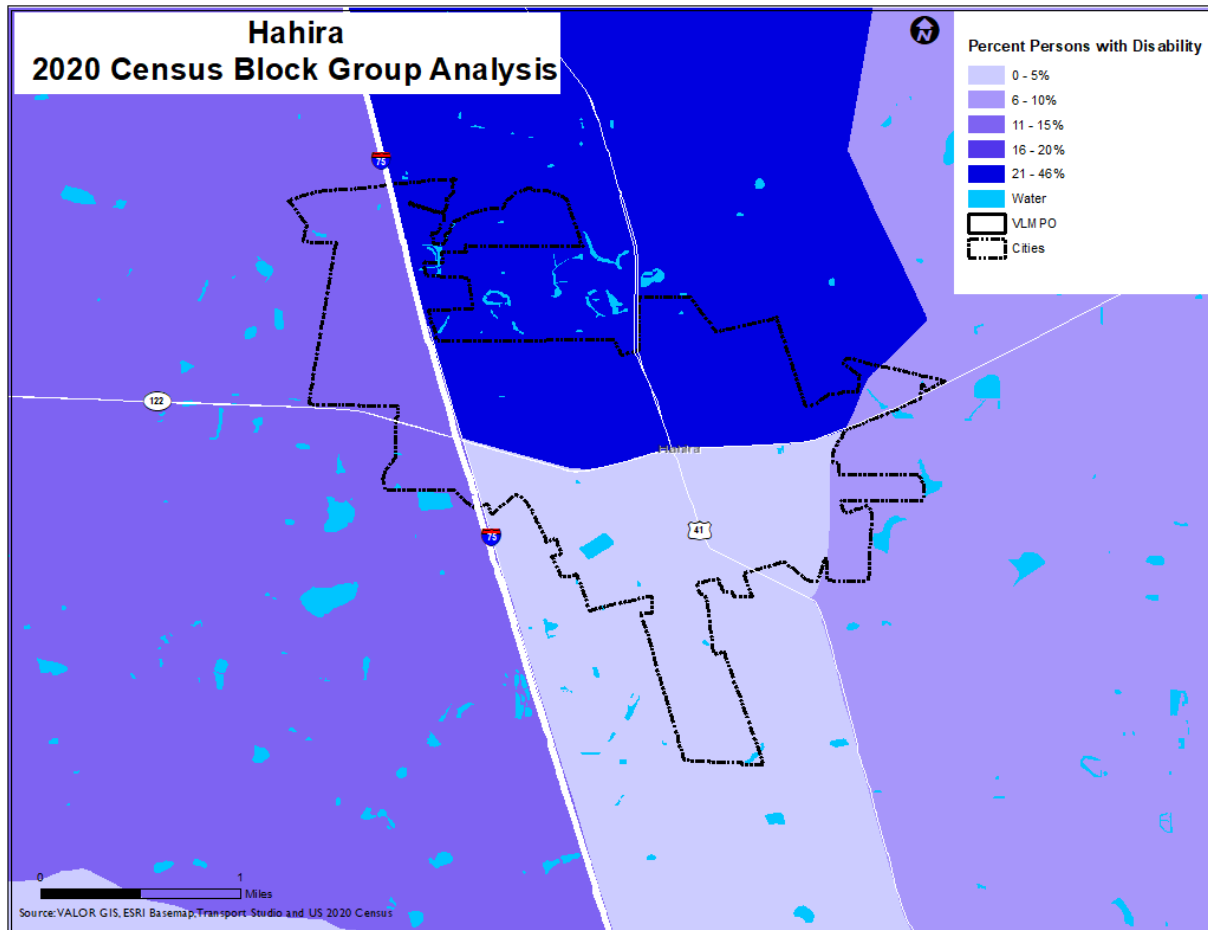 Hahira
2020 Census Block Group Analysis
N
Percent Persons with Disability
0 - 5%
6 - 10%
11 - 15%
16 - 20%
21 - 46%
Water
VLMPO
Cities
75
122
Hahira
41
75
0 1
Miles
Source: VALOR GIS, ESRI Basemap, Transport Studio and US 2020 Census